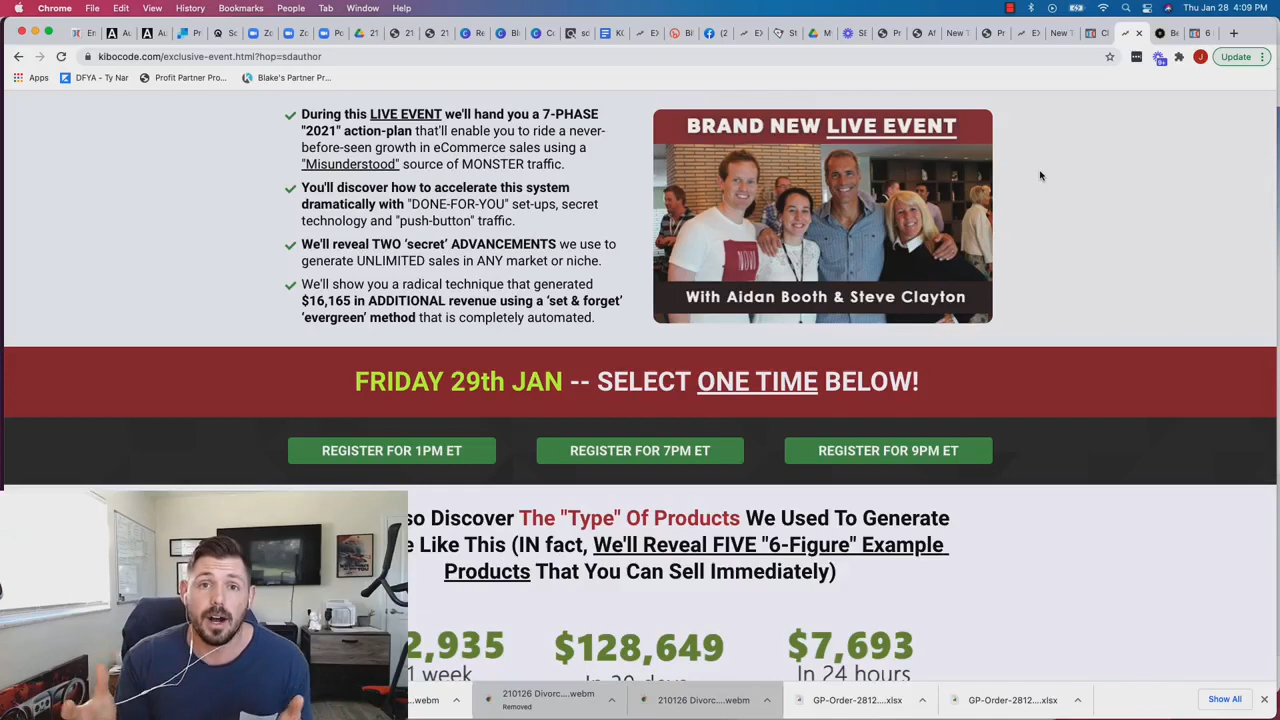 Chrome File Edit View History Bookmarks People Tab Window Help
Thu Jan 28 4:09 PM
kibocode.com/exclusive-event.html?hop=sdauthor
Update
Apps DFYA - Ty Nar Profit Partner Pro... Blake's Partner Pr...
During this LIVE EVENT we'll hand you a 7-PHASE
"2021" action-plan that'll enable you to ride a never-
before-seen growth in eCommerce sales using a
"Misunderstood" source of MONSTER traffic.
You'll discover how to accelerate this system
dramatically with "DONE-FOR-YOU" set-ups, secret
technology and "push-button" traffic.
We'll reveal TWO ‘secret’ ADVANCEMENTS we use to
generate UNLIMITED sales in ANY market or niche.
We'll show you a radical technique that generated
$16,165 in ADDITIONAL revenue using a ‘set & forget’
‘evergreen’ method that is completely automated.
BRAND NEW LIVE EVENT
With Aidan Booth & Steve Clayton
FRIDAY 29th JAN -- SELECT ONE TIME BELOW!
REGISTER FOR 1PM ET
REGISTER FOR 7PM ET
REGISTER FOR 9PM ET
so Discover The "Type" Of Products We Used To Generate
e Like This (IN fact, We'll Reveal FIVE "6-Figure" Example
Products That You Can Sell Immediately)
2,935 $128,649 $7,693
1 week In 30 days In 24 hours
....webm
210126 Divorc....webm
Removed
210126 Divorc....webm
GP-Order-2812....xlsx
GP-Order-2812....xlsx
Show All